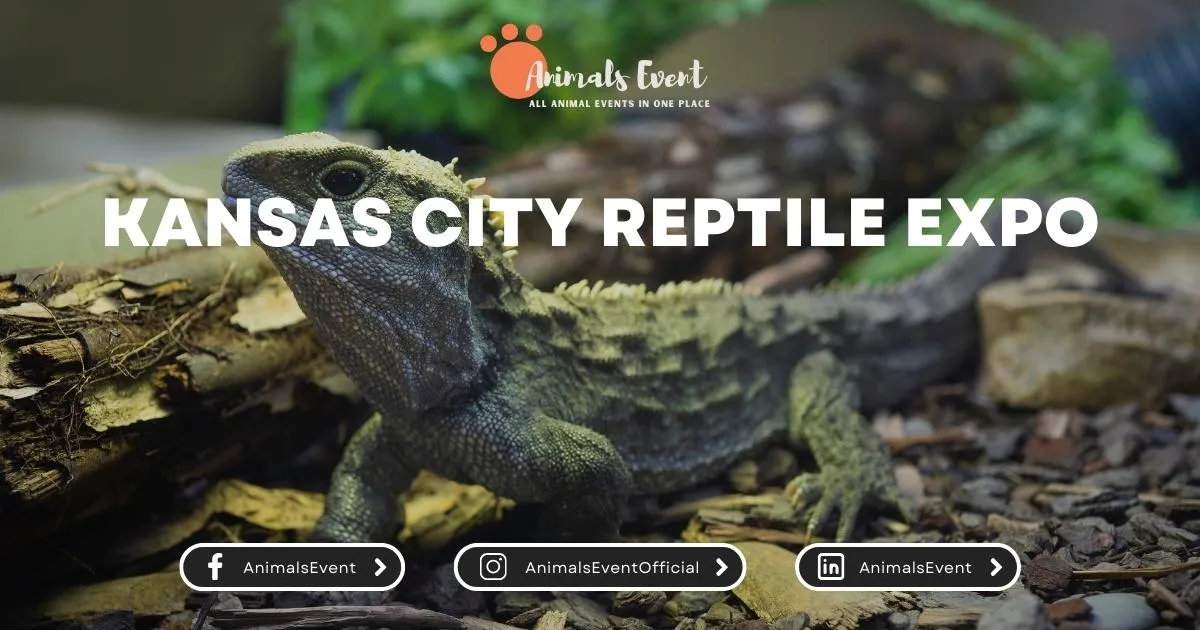 Animals Event
ALL ANIMAL EVENTS IN ONE PLACE
KANSAS CITY REPTILE EXPO
AnimalsEvent
AnimalsEventOfficial
AnimalsEvent